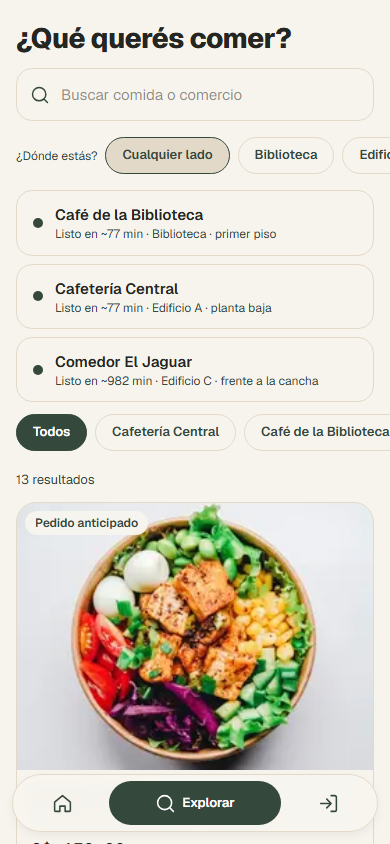 ¿Qué querés comer?
Buscar comida o comercio
¿Dónde estás?
Cualquier lado
Biblioteca
Café de la Biblioteca
Listo en ~77 min · Biblioteca · primer piso
Cafetería Central
Listo en ~77 min · Edificio A · planta baja
Comedor El Jaguar
Listo en ~982 min · Edificio C · frente a la cancha
Todos
Cafetería Central
Café de la Biblioteca
13 resultados
Pedido anticipado
Explorar